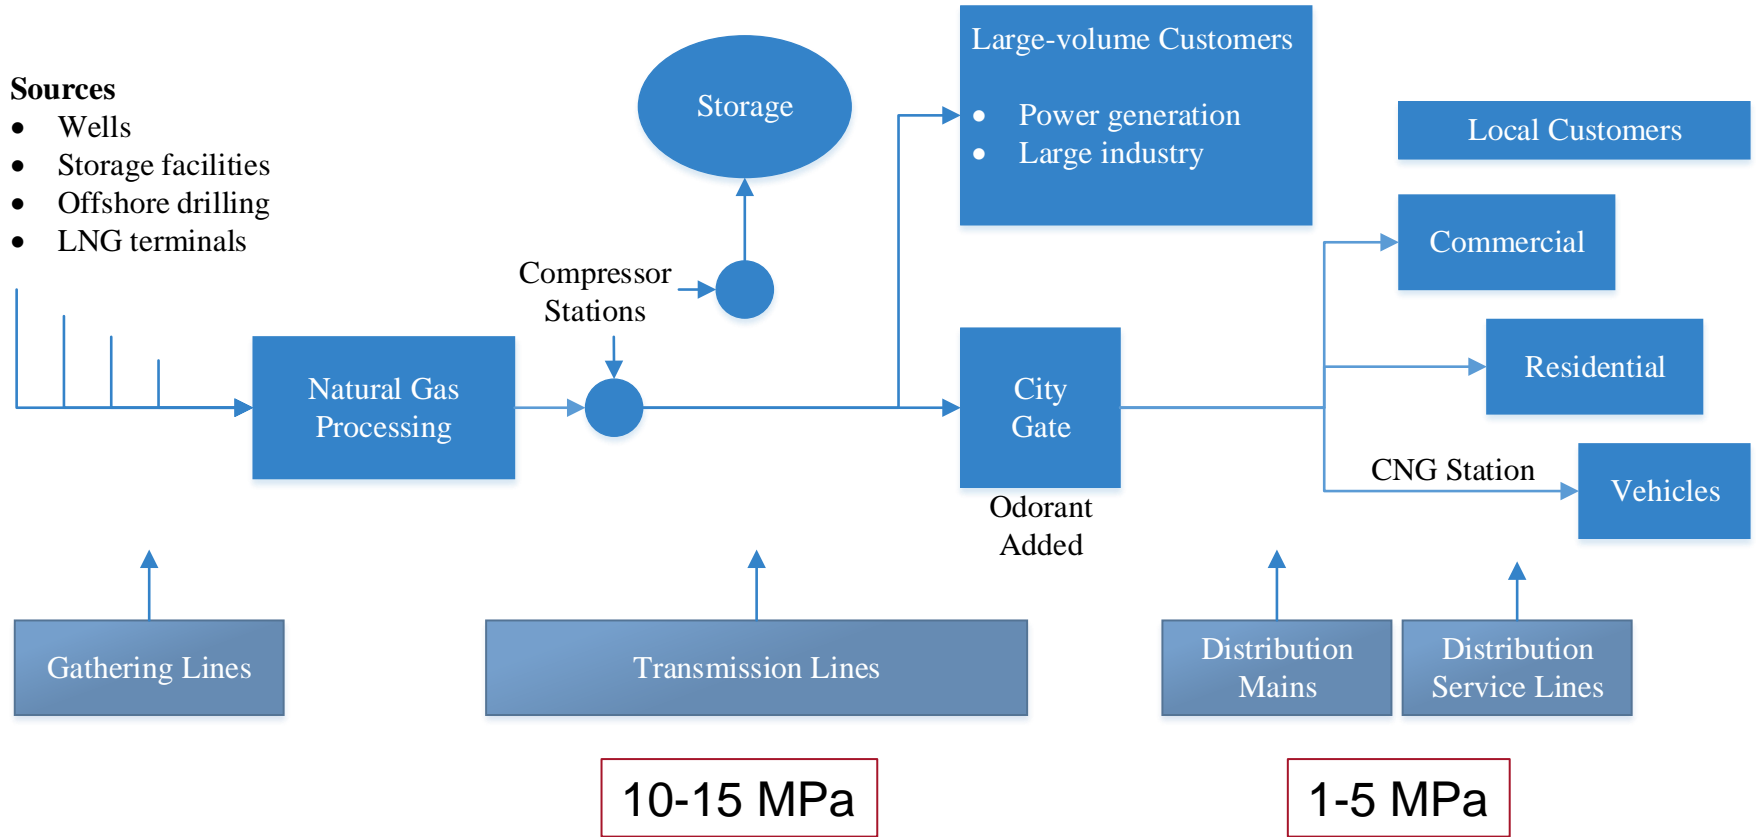 Sources
• Wells
• Storage facilities
• Offshore drilling
• LNG terminals
Natural Gas
Processing
Compressor
Stations
Storage
Large-volume Customers
• Power generation
• Large industry
City
Gate
Odorant
Added
Local Customers
Commercial
Residential
CNG Station
Vehicles
Gathering Lines
Transmission Lines
Distribution
Mains
Distribution
Service Lines
10-15 MPa
1-5 MPa